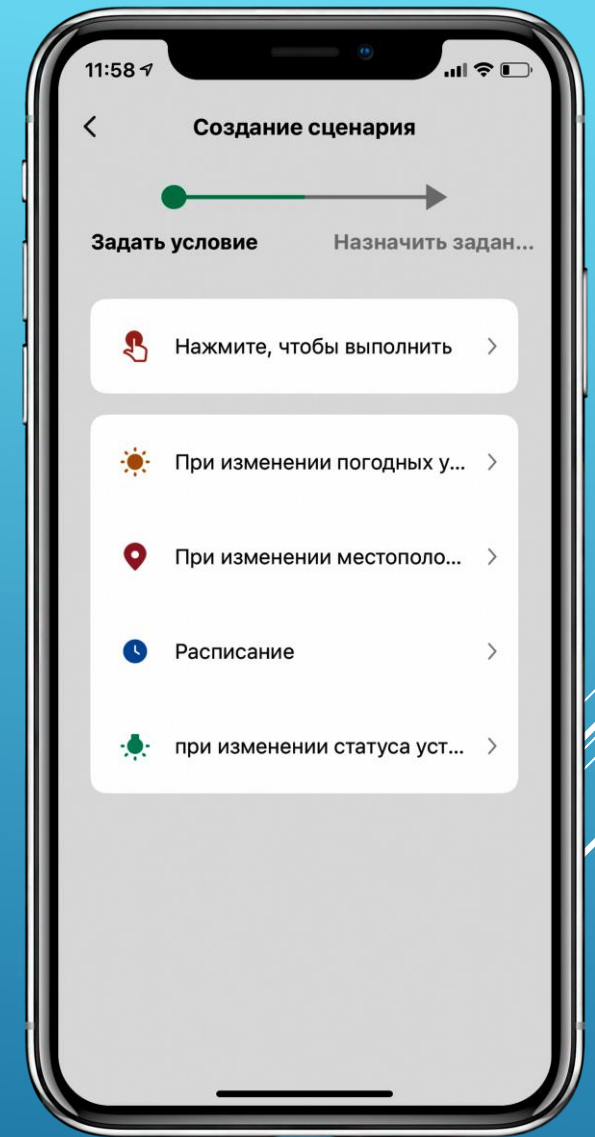 11:58
Создание сценария
Задать условие
Назначить задан...
Нажмите, чтобы выполнить
При изменении погодных у...
При изменении местополо...
Расписание
при изменении статуса уст...